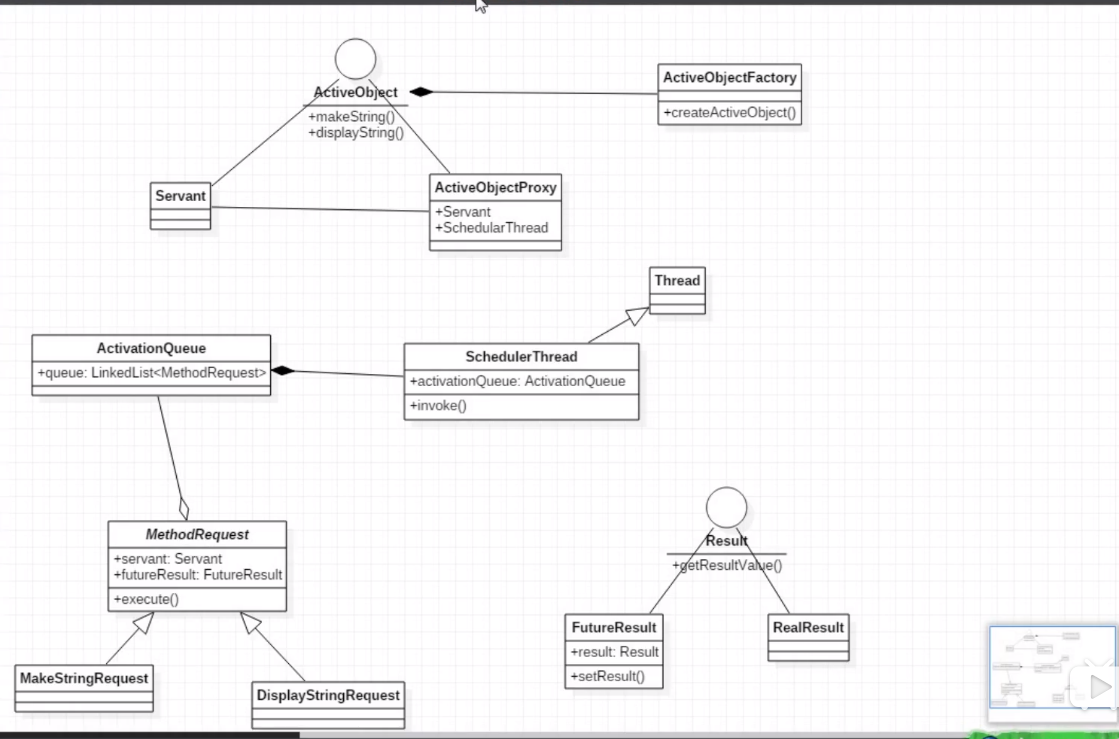 ActiveObject
+makeString()
+displayString()
ActiveObjectFactory
+createActiveObject()
Servant
ActiveObjectProxy
+Servant
+SchedularThread
Thread
ActivationQueue
+queue: LinkedList<MethodRequest>
SchedulerThread
+activationQueue: ActivationQueue
+invoke()
MethodRequest
+servant: Servant
+futureResult: FutureResult
+execute()
Result
+getResultValue()
FutureResult
+result: Result
+setResult()
RealResult
MakeStringRequest
DisplayStringRequest